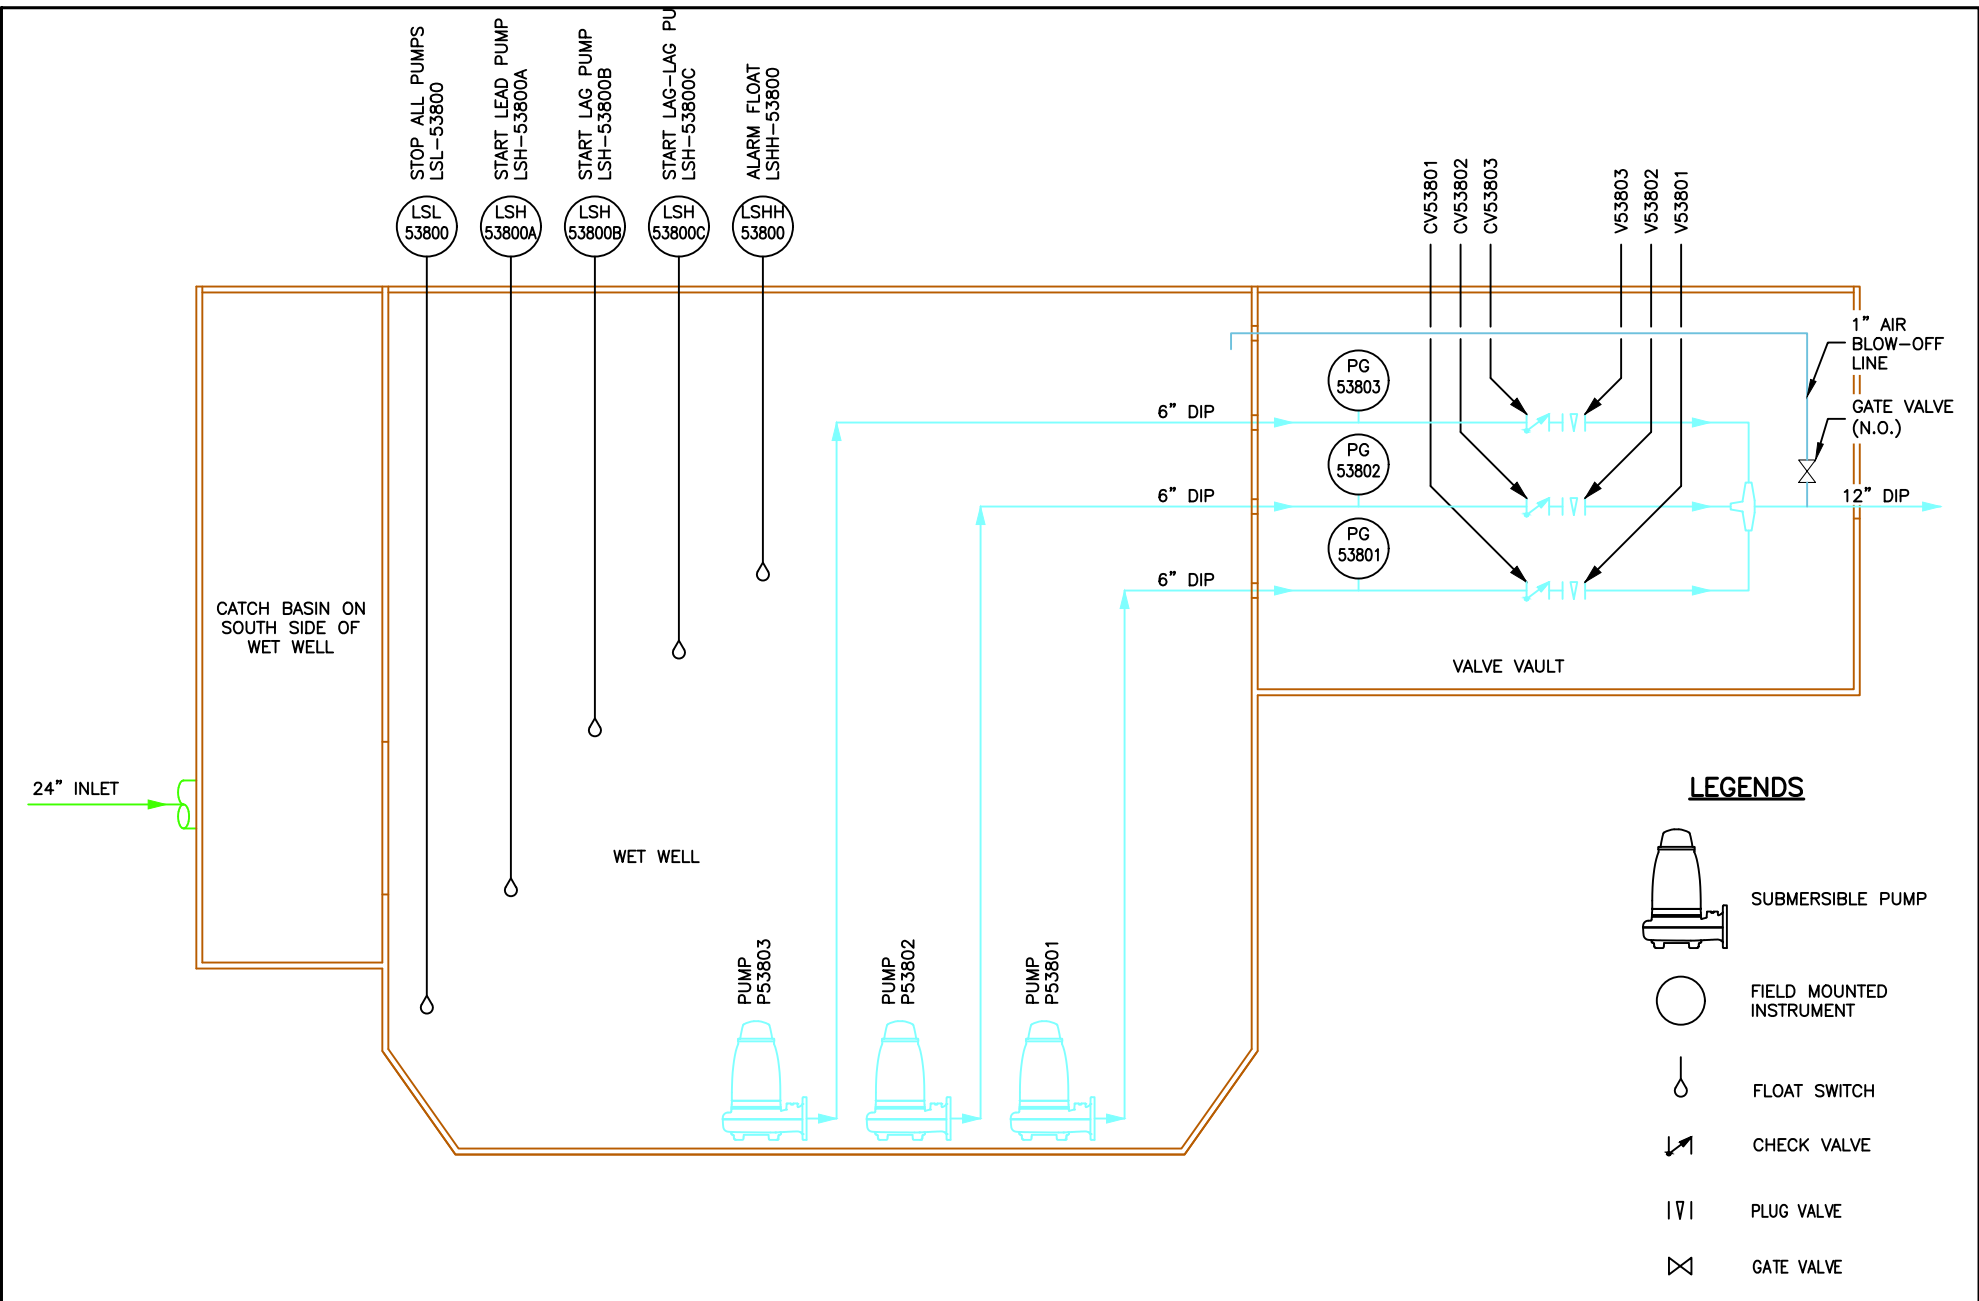 STOP ALL PUMPS
LSL-53800
START LEAD PUMP
LSH-53800A
START LAG PUMP
LSH-53800B
START LAG-LAG PU
LSH-53800C
ALARM FLOAT
LSHH-53800
LSL
53800
LSH
53800A
LSH
53800B
LSH
53800C
LSHH
53800
CV53801
CV53802
CV53803
V53803
V53802
V53801
1" AIR
BLOW-OFF
LINE
GATE VALVE
(N.O.)
PG
53803
6" DIP
PG
53802
6" DIP
12" DIP
PG
53801
6" DIP
CATCH BASIN ON
SOUTH SIDE OF
WET WELL
VALVE VAULT
24" INLET
WET WELL
PUMP
P53803
PUMP
P53802
PUMP
P53801
LEGENDS
SUBMERSIBLE PUMP
FIELD MOUNTED
INSTRUMENT
FLOAT SWITCH
CHECK VALVE
PLUG VALVE
GATE VALVE